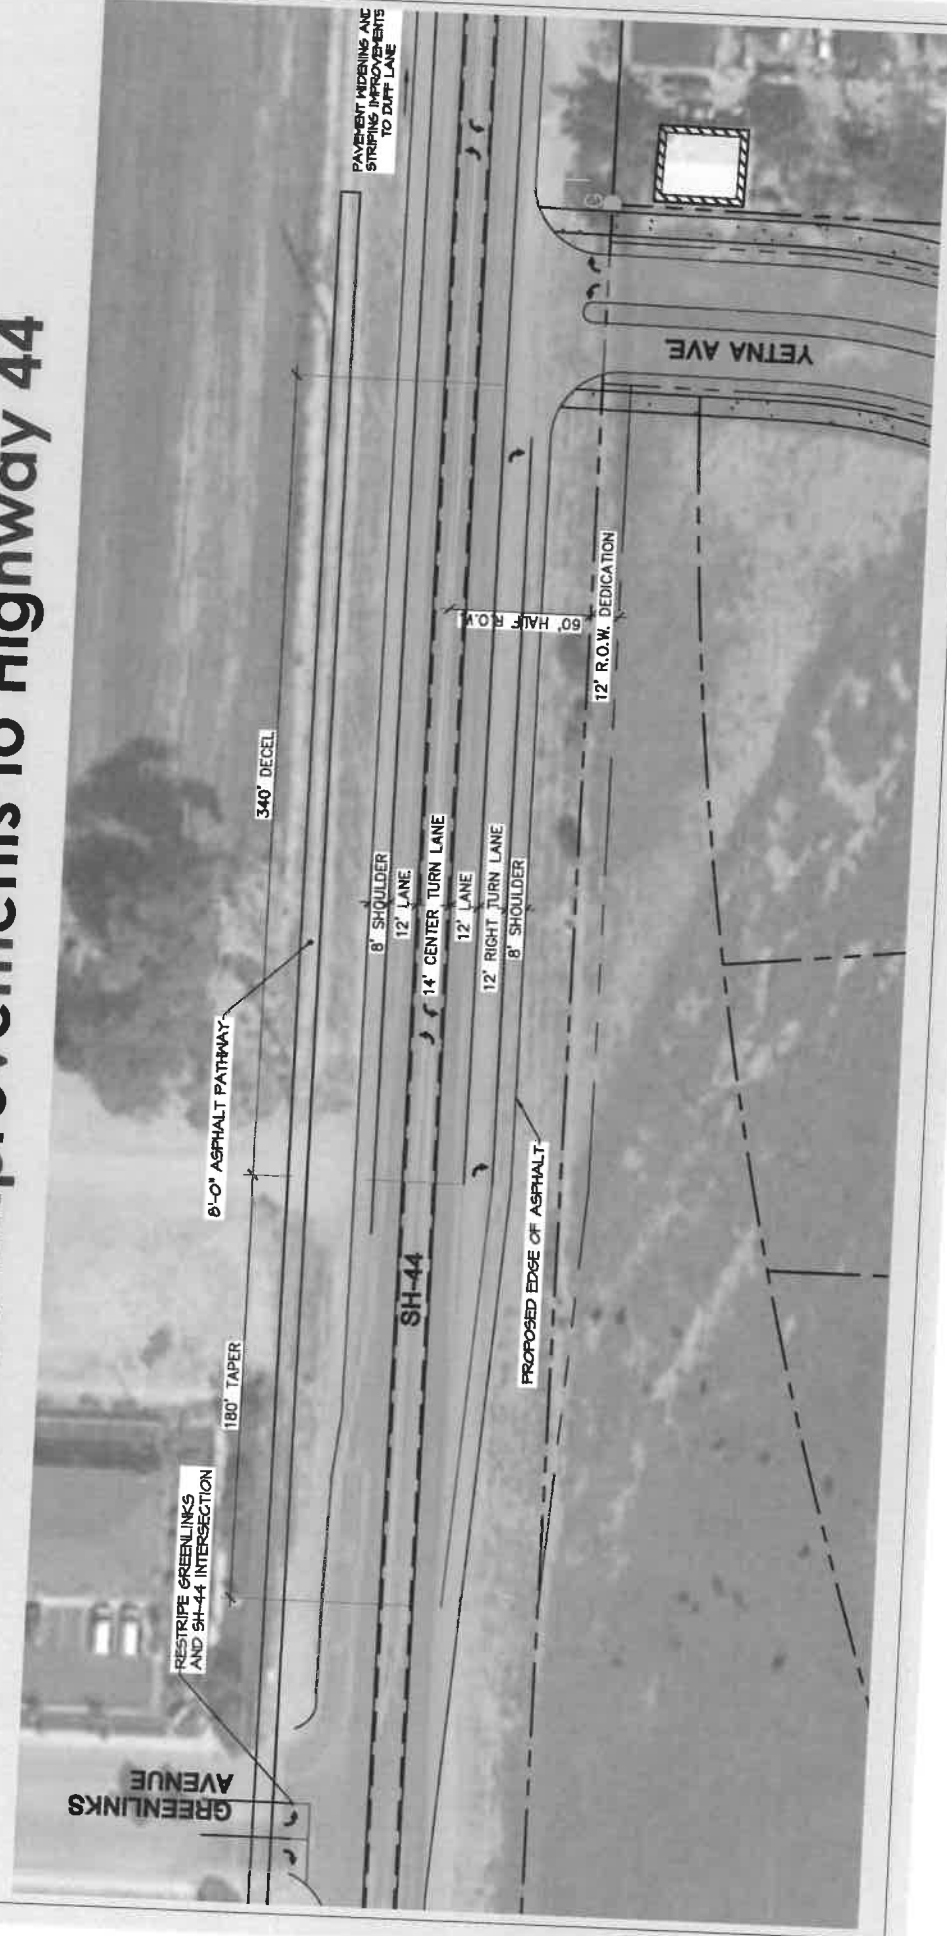 to Highway 44
PAVEMENT WIDENING AND
STRIPING IMPROVEMENTS
TO DUFF LANE
YETNA AVE.
340' DECEL
8'-0" ASPHALT PATHWAY
180' TAPER
RESTRIPE GREENLINKS
AND SH-44 INTERSECTION
GREENLINKS
AVENUE
SH-44
8' SHOULDER
12' LANE
14' CENTER TURN LANE
12' LANE
12' RIGHT TURN LANE
8' SHOULDER
60' HALF R.O.W.
12' R.O.W. DEDICATION
PROPOSED EDGE OF ASPHALT